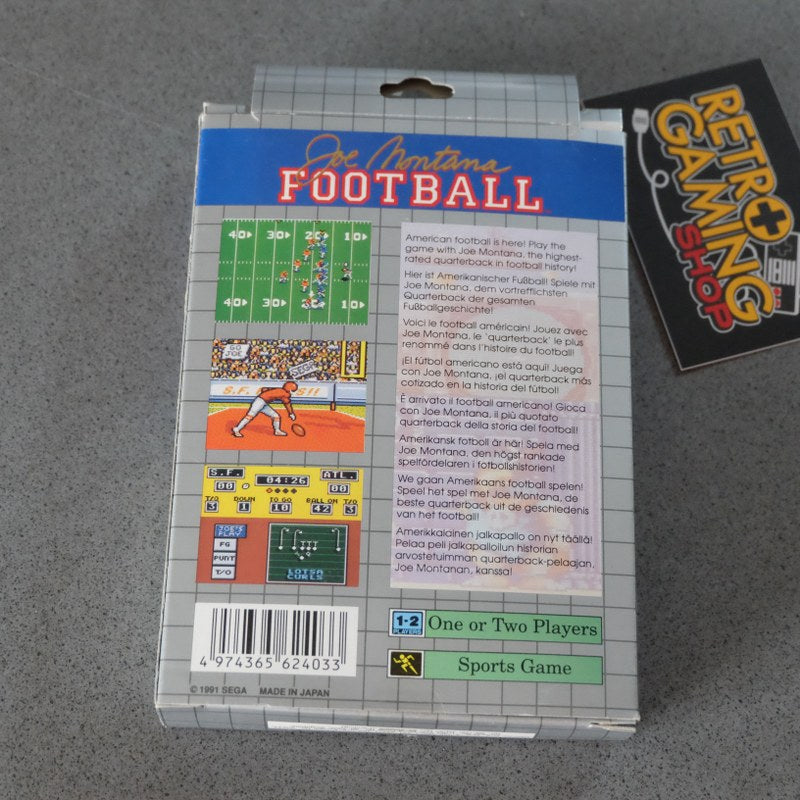 Joe Montana
FOOTBALL
RETRO
GAMING
SHOP
40 30 20 10
40 30 10
GO
JOE
SEGA
S.F.
S.F. ATL.
00 04:26 00
T/O DOWN TO GO BALL ON T/O
3 1 10 42 3
JOE'S
PLAY
FG
PUNT
T/O
LOTSA
CURLS
American football is here! Play the
game with Joe Montana, the highest-
rated quarterback in football history!
Hier ist Amerikanischer Fußball! Spiele mit
Joe Montana, dem vortrefflichsten
Quarterback der gesamten
Fußballgeschichte!
Voici le football américain! Jouez avec
Joe Montana, le 'quarterback' le plus
renommé dans l'histoire du football!
¡El fútbol americano está aquí! Juega
con Joe Montana, ¡el quarterback más
cotizado en la historia del fútbol!
È arrivato il football americano! Gioca
con Joe Montana, il più quotato
quarterback della storia del football!
Amerikansk fotboll är här! Spela med
Joe Montana, den högst rankade
spelfördelaren i fotbollshistorien!
We gaan Amerikaans football spelen!
Speel het spel met Joe Montana, de
beste quarterback uit de geschiedenis
van het football!
Amerikkalainen jalkapallo on nyt täällä!
Pelaa peli jalkapalloilun historian
arvostetuimman quarterback-pelaajan,
Joe Montanan, kanssa!
1-2
PLAYERS
One or Two Players
Sports Game
4 974365 624033
© 1991 SEGA MADE IN JAPAN